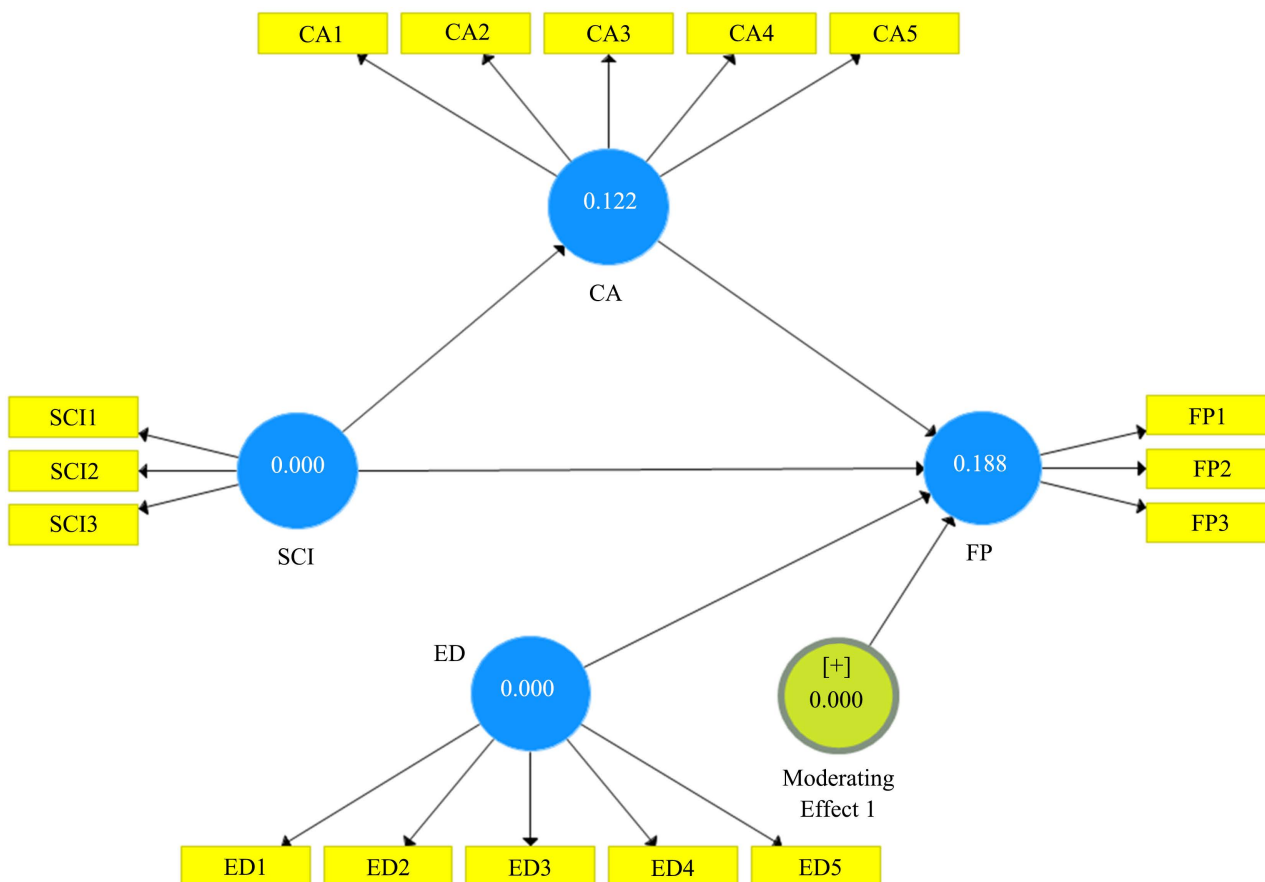 CA1
CA2
CA3
CA4
CA5
0.122
CA
SCI1
SCI2
SCI3
0.000
SCI
0.188
FP
FP1
FP2
FP3
ED
0.000
[+]
0.000
Moderating
Effect 1
ED1
ED2
ED3
ED4
ED5